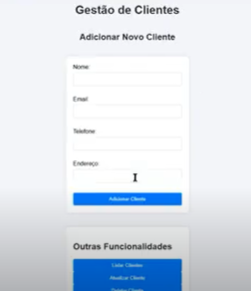 Gestão de Clientes
Adicionar Novo Cliente
Nome:
Email:
Telefone:
Endereço:
Adicionar Cliente
Outras Funcionalidades
Listar Clientes
Atualizar Cliente